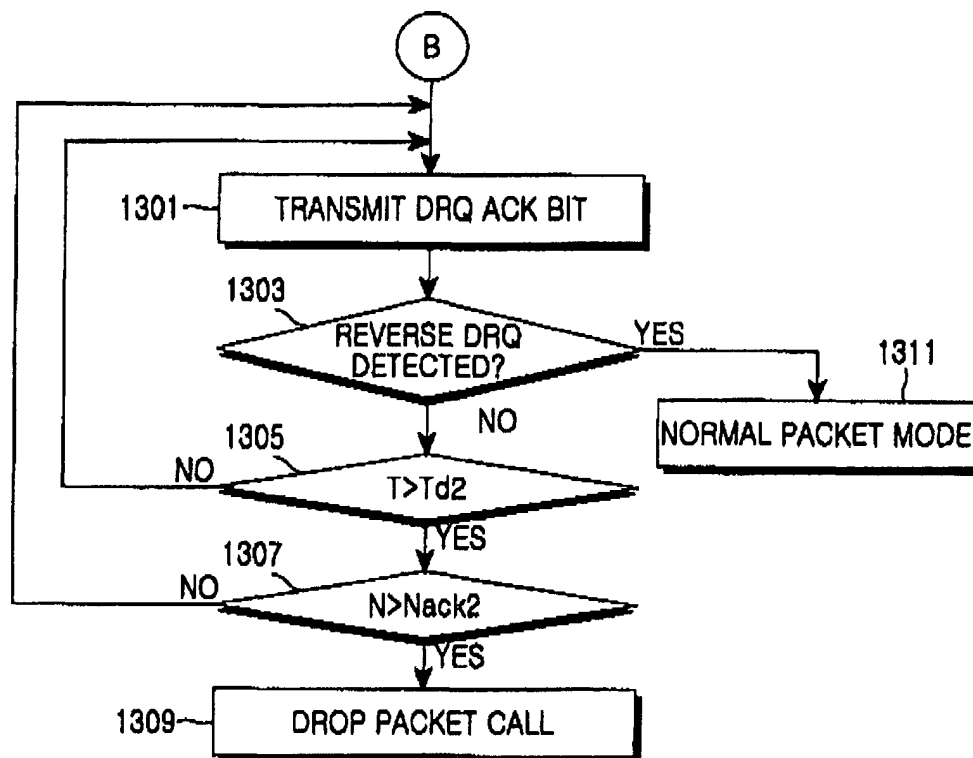 B
1301
TRANSMIT DRQ ACK BIT
1303
REVERSE DRQ
DETECTED?
YES
1311
NORMAL PACKET MODE
NO
1305
NO
T>Td2
YES
1307
NO
N>Nack2
YES
1309
DROP PACKET CALL